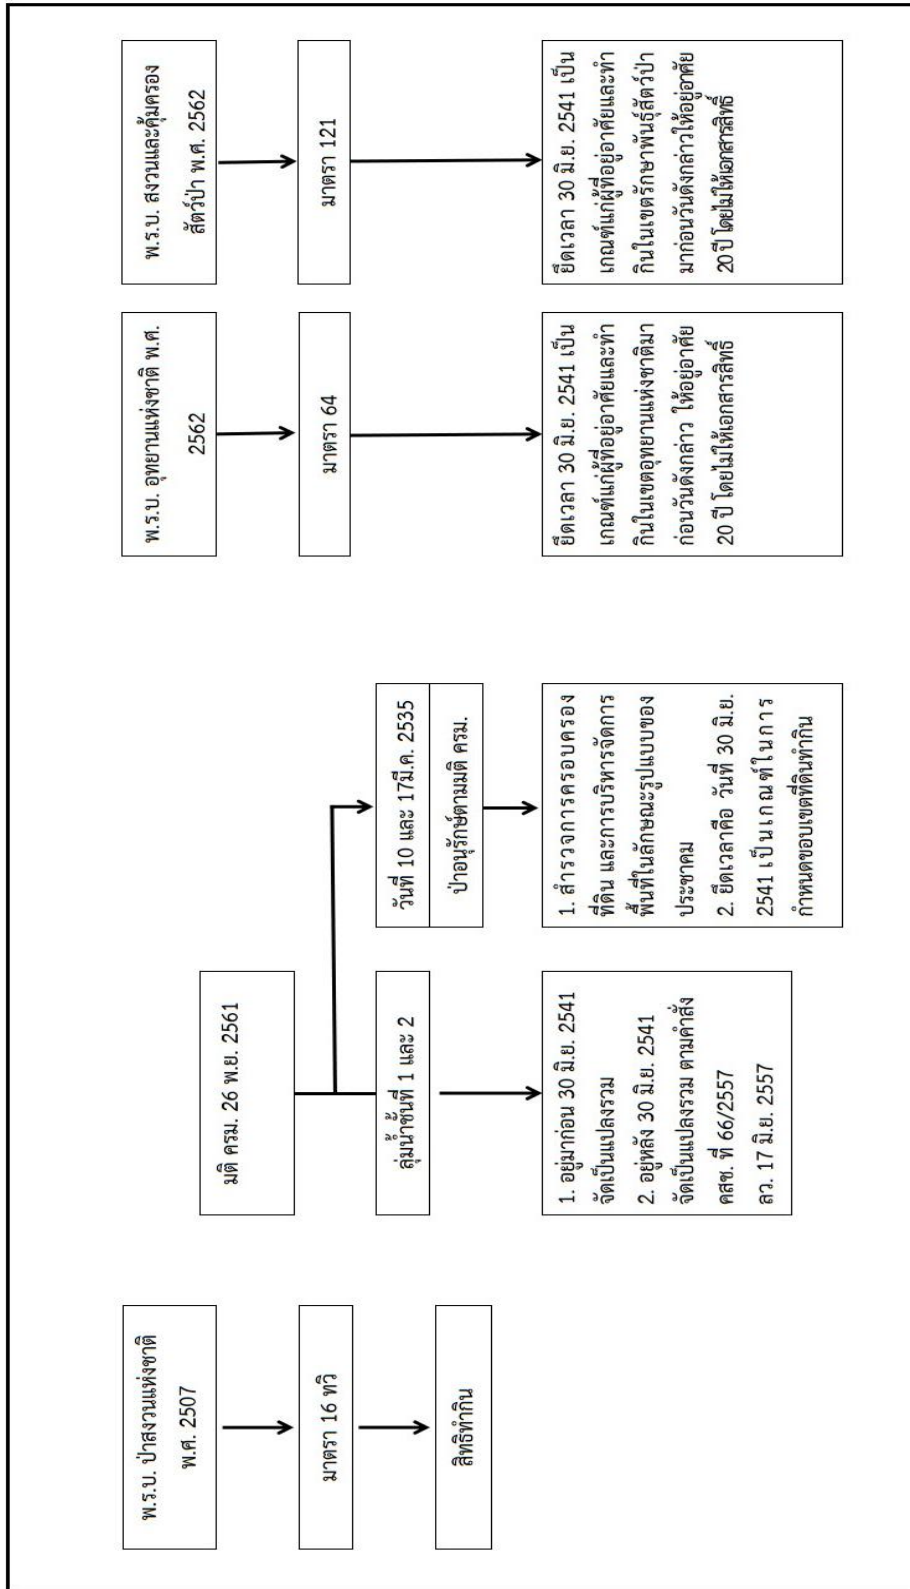 พ.ร.บ. ป่าสงวนแห่งชาติ
พ.ศ. 2507
มาตรา 16 ทวิ
สิทธิทำกิน
มติ ครม. 26 พ.ย. 2561
ลุ่มน้ำชั้นที่ 1 และ 2
1. อยู่มาก่อน 30 มิ.ย. 2541
จัดเป็นแปลงรวม
2. อยู่หลัง 30 มิ.ย. 2541
จัดเป็นแปลงรวม ตามคำสั่ง
คสช. ที่ 66/2557
ลว. 17 มิ.ย. 2557
วันที่ 10 และ 17มี.ค. 2535
ป่าอนุรักษ์ตามมติ ครม.
1. สำรวจการครอบครอง
ที่ดิน และการบริหารจัดการ
พื้นที่ในลักษณะรูปแบบของ
ประชาคม
2. ยึดเวลาคือ วันที่ 30 มิ.ย.
2541 เป็นเกณฑ์ในการ
กำหนดขอบเขตที่ดินทำกิน
พ.ร.บ. อุทยานแห่งชาติ พ.ศ.
2562
มาตรา 64
ยึดเวลา 30 มิ.ย. 2541 เป็น
เกณฑ์แก่ผู้ที่อยู่อาศัยและทำ
กินในเขตอุทยานแห่งชาติมา
ก่อนวันดังกล่าว ให้อยู่อาศัย
20 ปี โดยไม่ให้เอกสารสิทธิ์
พ.ร.บ. สงวนและคุ้มครอง
สัตว์ป่า พ.ศ. 2562
มาตรา 121
ยึดเวลา 30 มิ.ย. 2541 เป็น
เกณฑ์แก่ผู้ที่อยู่อาศัยและทำ
กินในเขตรักษาพันธุ์สัตว์ป่า
มาก่อนวันดังกล่าวให้อยู่อาศัย
20 ปี โดยไม่ให้เอกสารสิทธิ์